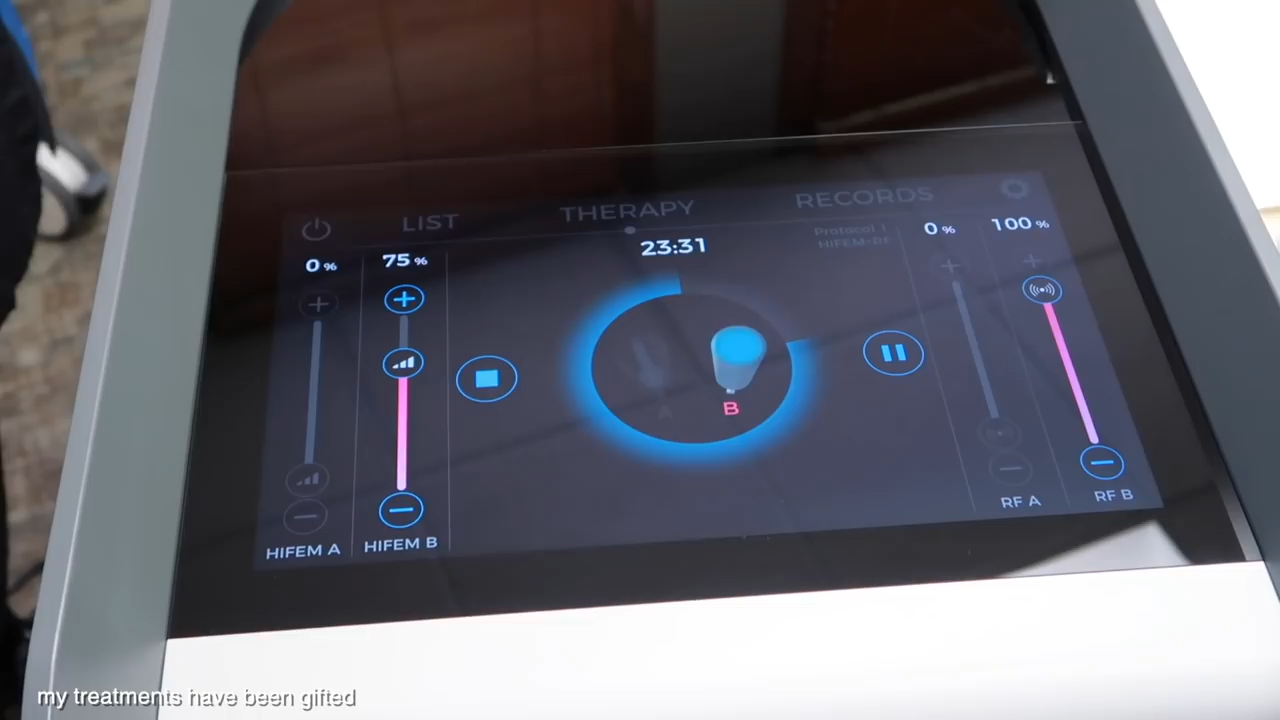 LIST
THERAPY
RECORDS
0 %
75 %
23:31
Protocol 1
HIFEM-RF
0 %
100 %
A
B
HIFEM A
HIFEM B
RF A
RF B
my treatments have been gifted